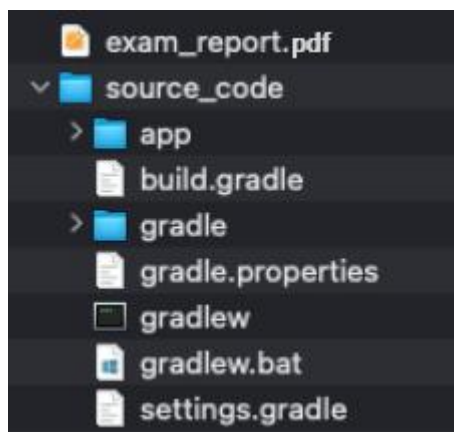 exam_report.pdf
source_code
app
build.gradle
gradle
gradle.properties
gradlew
gradlew.bat
settings.gradle